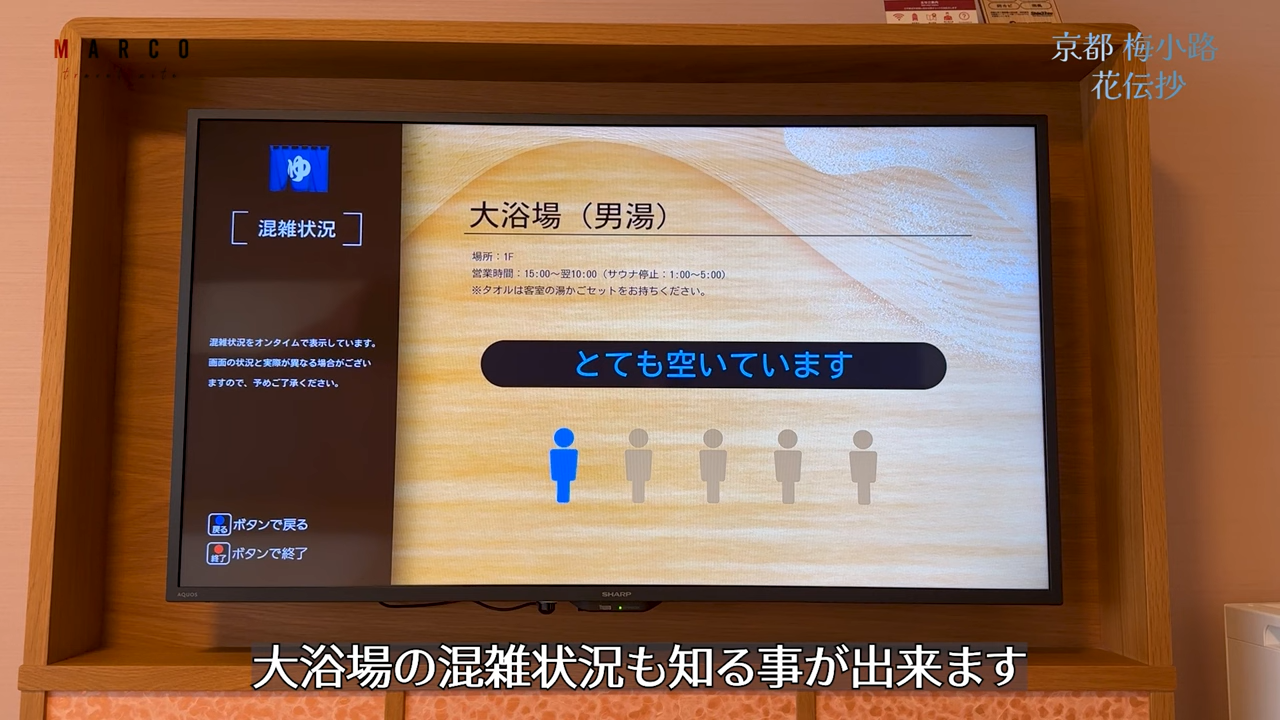 MARCO
京都 梅小路
花伝抄
ゆ
混雑状況
混雑状況をオンタイムで表示しています。
画面の状況と実際が異なる場合がござい
ますので、予めご了承ください。
戻る ボタンで戻る
終了 ボタンで終了
大浴場（男湯）
場所：1F
営業時間：15:00～翌10:00（サウナ停止：1:00～5:00）
※タオルは客室の湯かごセットをお持ちください。
とても空いています
AQUOS
SHARP
大浴場の混雑状況も知る事が出来ます